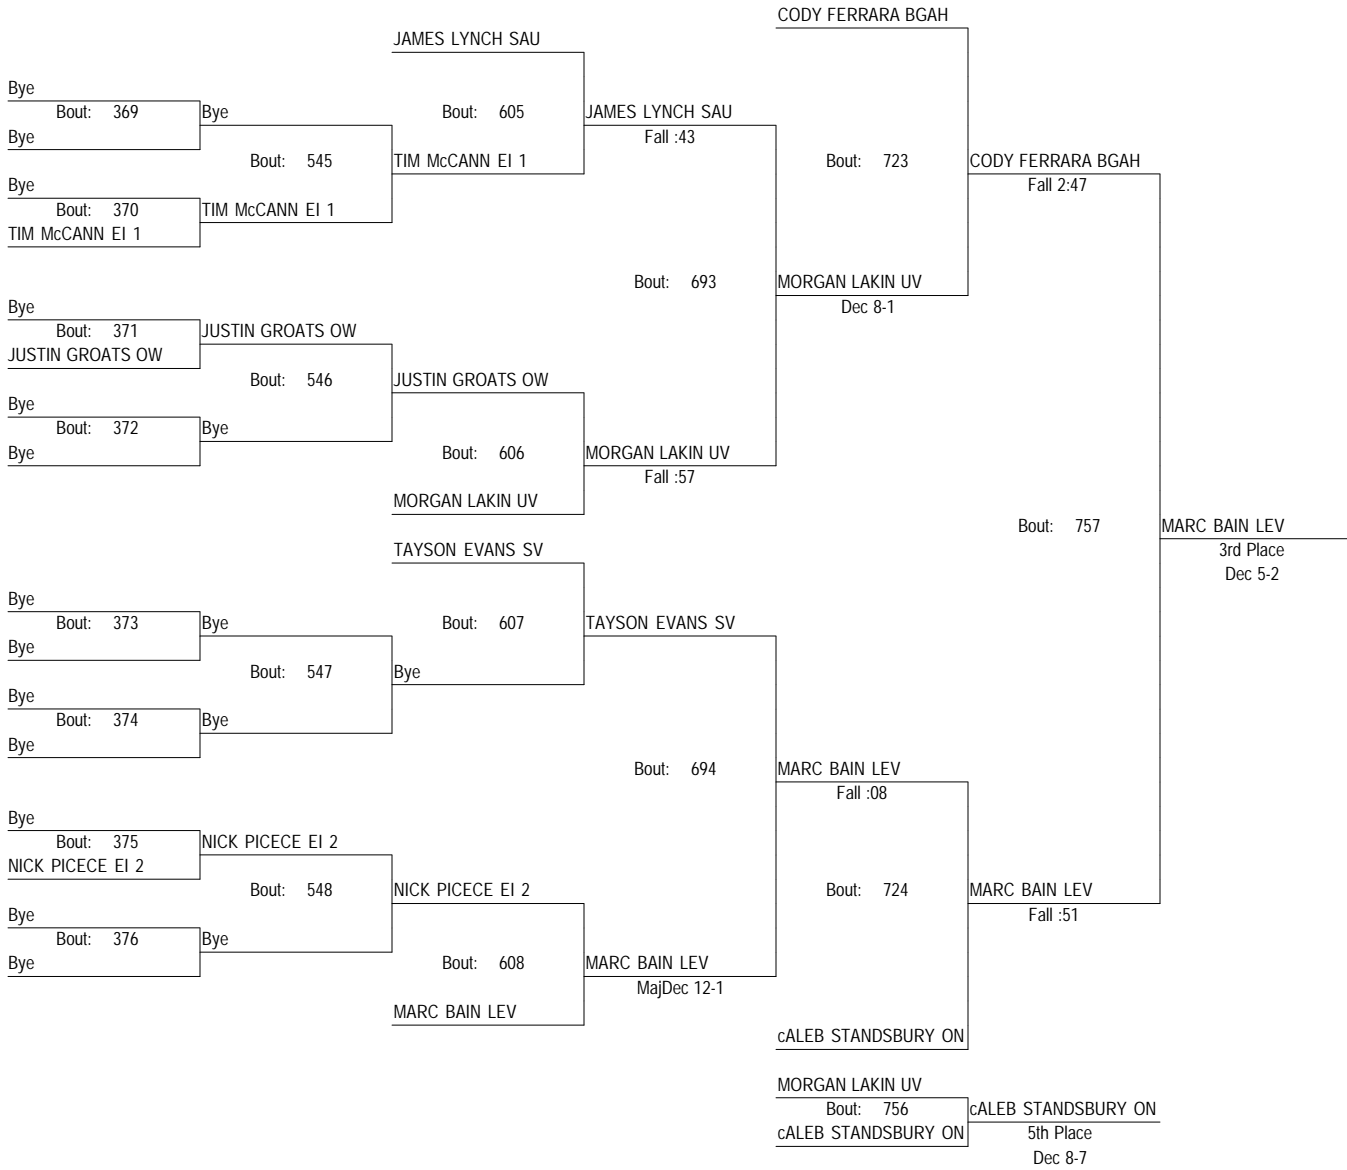 CODY FERRARA BGAH
JAMES LYNCH SAU
Bye
Bout: 369
Bye
Bout: 605
JAMES LYNCH SAU
Bye
Fall :43
Bout: 545
TIM McCANN EI 1
Bout: 723
CODY FERRARA BGAH
Bye
Fall 2:47
Bout: 370
TIM McCANN EI 1
TIM McCANN EI 1
Bout: 693
MORGAN LAKIN UV
Bye
Dec 8-1
Bout: 371
JUSTIN GROATS OW
JUSTIN GROATS OW
Bout: 546
JUSTIN GROATS OW
Bye
Bout: 372
Bye
Bye
Bout: 606
MORGAN LAKIN UV
Fall :57
MORGAN LAKIN UV
Bout: 757
MARC BAIN LEV
TAYSON EVANS SV
3rd Place
Dec 5-2
Bye
Bout: 373
Bye
Bout: 607
TAYSON EVANS SV
Bye
Bout: 547
Bye
Bye
Bout: 374
Bye
Bye
Bout: 694
MARC BAIN LEV
Fall :08
Bye
Bout: 375
NICK PICECE EI 2
NICK PICECE EI 2
Bout: 548
NICK PICECE EI 2
Bout: 724
MARC BAIN LEV
Bye
Fall :51
Bout: 376
Bye
Bye
Bout: 608
MARC BAIN LEV
MajDec 12-1
MARC BAIN LEV
cALEB STANDSBURY ON
MORGAN LAKIN UV
Bout: 756
cALEB STANDSBURY ON
cALEB STANDSBURY ON
5th Place
Dec 8-7